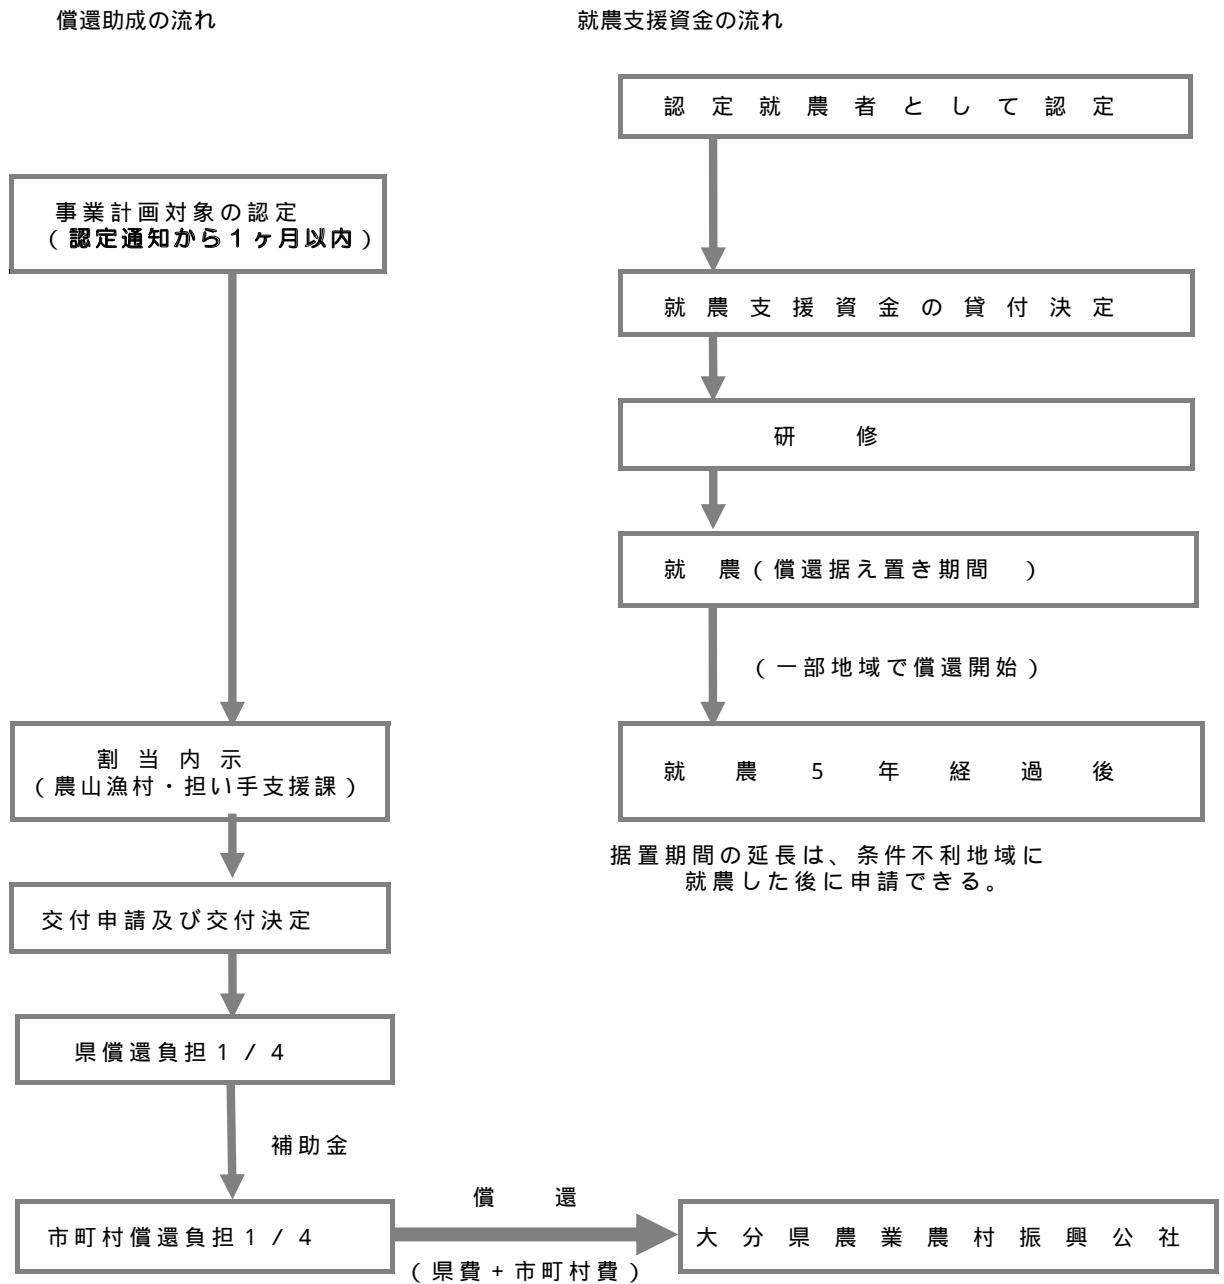 償還助成の流れ
就農支援資金の流れ
認定就農者として認定
事業計画対象の認定
（認定通知から１ヶ月以内）
就農支援資金の貸付決定
研　修
就　農（償還据え置き期間　）
（一部地域で償還開始）
割当内示
（農山漁村・担い手支援課）
就農５年経過後
据置期間の延長は、条件不利地域に
就農した後に申請できる。
交付申請及び交付決定
県償還負担１／４
補助金
市町村償還負担１／４
償　還
（県費＋市町村費）
大分県農業農村振興公社